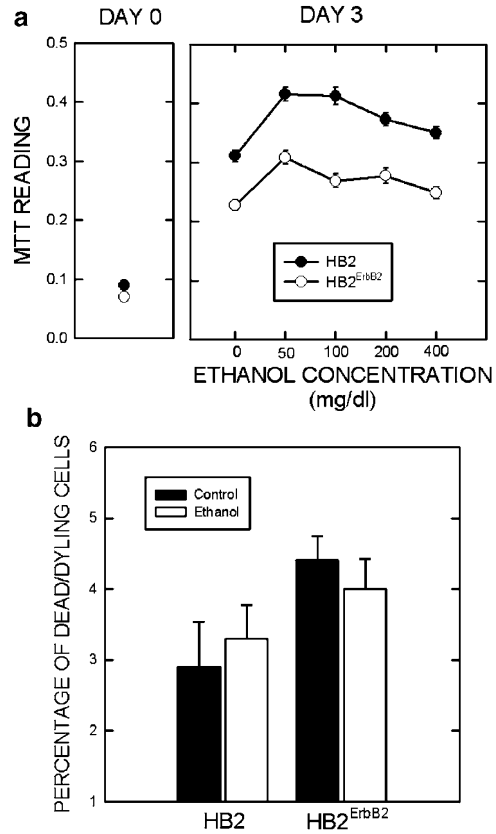 a
DAY 0
DAY 3
MTT READING
0.5
0.4
0.3
0.2
0.1
0.0
HB2
HB2ErbB2
0 50 100 200 400
ETHANOL CONCENTRATION
(mg/dl)
b
PERCENTAGE OF DEAD/DYLING CELLS
6
5
4
3
2
1
Control
Ethanol
HB2
HB2ErbB2